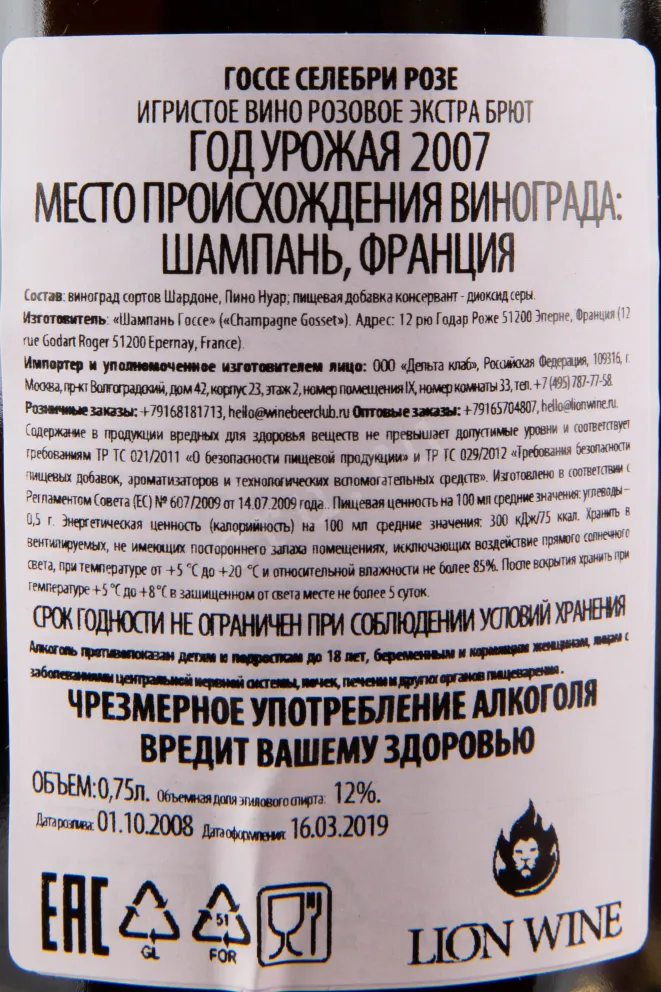 ГОССЕ СЕЛЕБРИ РОЗЕ
ИГРИСТОЕ ВИНО РОЗОВОЕ ЭКСТРА БРЮТ
ГОД УРОЖАЯ 2007
МЕСТО ПРОИСХОЖДЕНИЯ ВИНОГРАДА:
ШАМПАНЬ, ФРАНЦИЯ
Состав: виноград сортов Шардоне, Пино Нуар; пищевая добавка консервант - диоксид серы.
Изготовитель: «Шампань Госсе» («Champagne Gosset»). Адрес: 12 рю Годар Роже 51200 Эперне, Франция (12
rue Godart Roger 51200 Epernay, France).
Импортер и уполномоченное изготовителем лицо: ООО «Дельта клаб», Российская Федерация, 109316, г.
Москва, пр-кт Волгоградский, дом 42, корпус 23, этаж 2, номер помещения IX, номер комнаты 33, тел. +7 (495) 787-77-58.
Розничные заказы: +79168181713, hello@winebeerclub.ru Оптовые заказы: +79165704807, hello@lionwine.ru.
Содержание в продукции вредных для здоровья веществ не превышает допустимые уровни и соответствует
требованиям ТР ТС 021/2011 «О безопасности пищевой продукции» и ТР ТС 029/2012 «Требования безопасности
пищевых добавок, ароматизаторов и технологических вспомогательных средств». Изготовлено в соответствии с
Регламентом Совета (ЕС) № 607/2009 от 14.07.2009 года.. Пищевая ценность на 100 мл средние значения: углеводы –
0,5 г. Энергетическая ценность (калорийность) на 100 мл средние значения: 300 кДж/75 ккал. Хранить в
вентилируемых, не имеющих постороннего запаха помещениях, исключающих воздействие прямого солнечного
света, при температуре от +5 °С до +20 °С и относительной влажности не более 85%. После вскрытия хранить при
температуре +5 °С до +8°С в защищенном от света месте не более 5 суток.
СРОК ГОДНОСТИ НЕ ОГРАНИЧЕН ПРИ СОБЛЮДЕНИИ УСЛОВИЙ ХРАНЕНИЯ
Алкоголь противопоказан детям и подросткам до 18 лет, беременным и кормящим женщинам, лицам с
заболеваниями центральной нервной системы, почек, печени и других органов пищеварения.
ЧРЕЗМЕРНОЕ УПОТРЕБЛЕНИЕ АЛКОГОЛЯ
ВРЕДИТ ВАШЕМУ ЗДОРОВЬЮ
ОБЪЕМ: 0,75л. Объемная доля этилового спирта: 12%.
Дата розлива: 01.10.2008 Дата оформления: 16.03.2019
EAC
GL
51
FOR
LION WINE